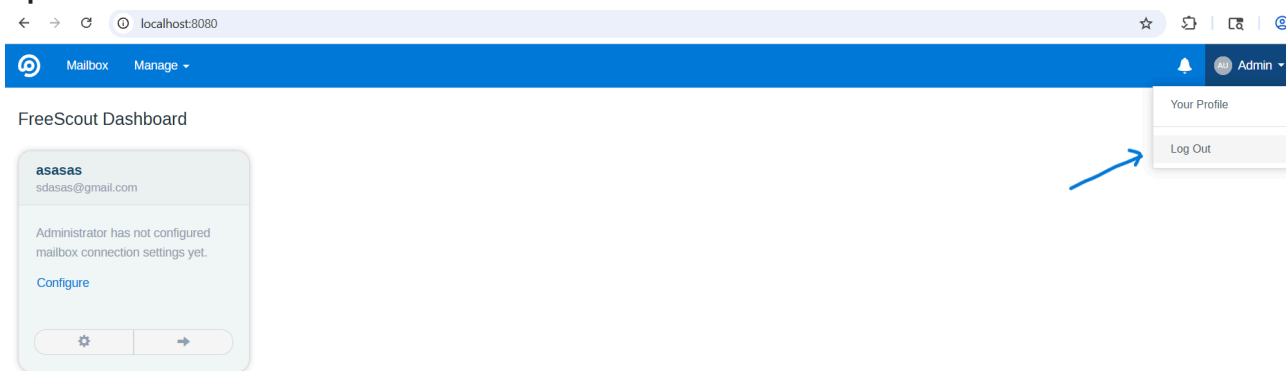 localhost:8080
Mailbox Manage
AU Admin
Your Profile
Log Out
FreeScout Dashboard
asasas
sdasas@gmail.com
Administrator has not configured
mailbox connection settings yet.
Configure